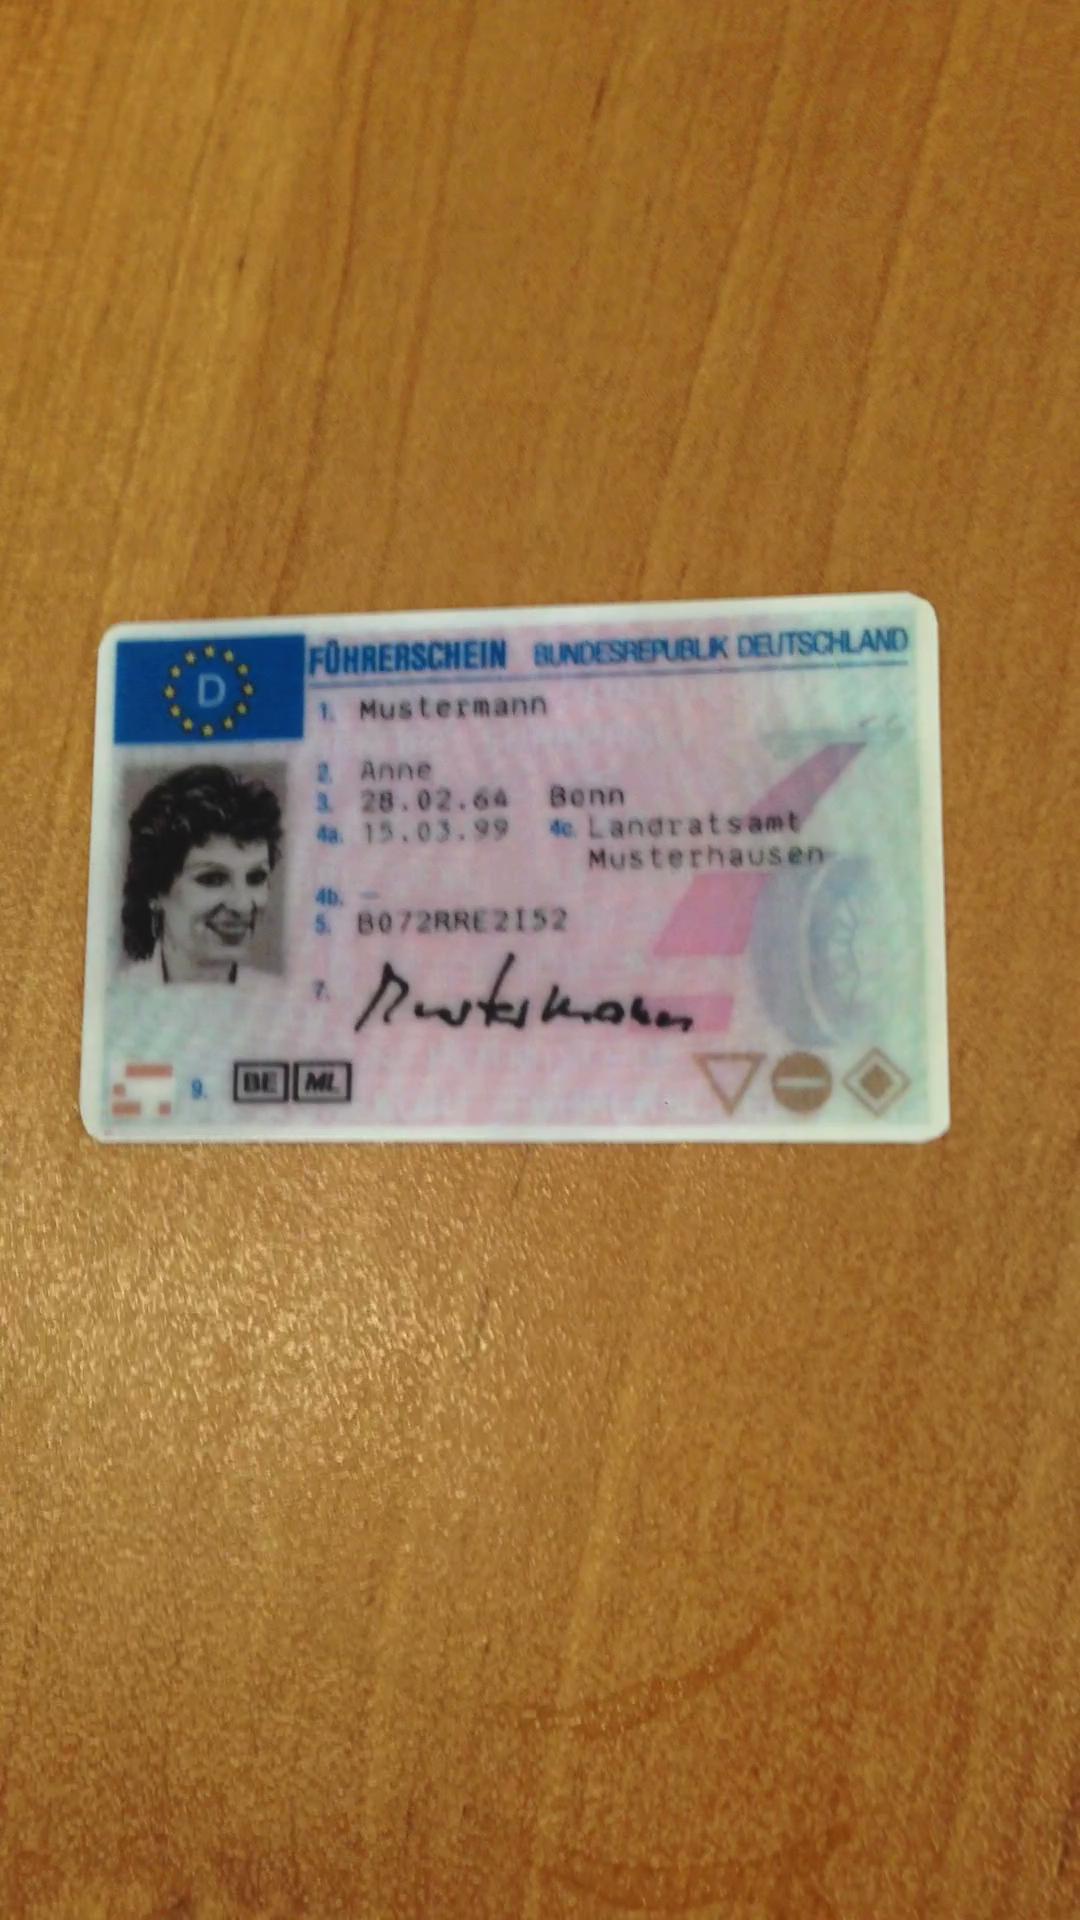 D
FÜHRERSCHEIN BUNDESREPUBLIK DEUTSCHLAND
1. Mustermann
2. Anne
3. 28.02.64 Bonn
4a. 15.03.99 4c. Landratsamt
Musterhausen
4b. –
5. B072RRE2I52
7. Mustermann
9. BE ML